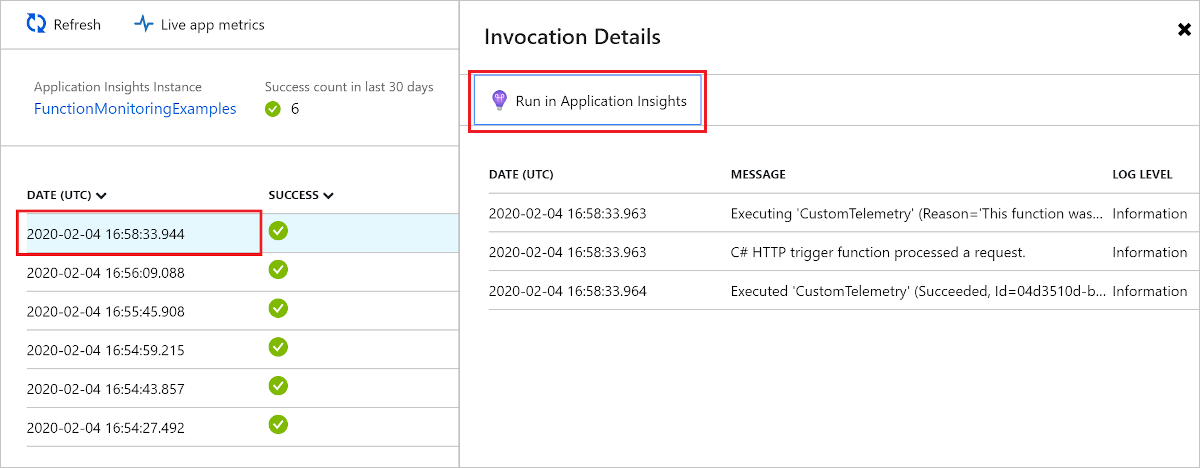 Refresh Live app metrics
Application Insights Instance Success count in last 30 days
FunctionMonitoringExamples 6
DATE (UTC) SUCCESS
2020-02-04 16:58:33.944
2020-02-04 16:56:09.088
2020-02-04 16:55:45.908
2020-02-04 16:54:59.215
2020-02-04 16:54:43.857
2020-02-04 16:54:27.492
Invocation Details
Run in Application Insights
DATE (UTC) MESSAGE LOG LEVEL
2020-02-04 16:58:33.963 Executing 'CustomTelemetry' (Reason='This function was... Information
2020-02-04 16:58:33.963 C# HTTP trigger function processed a request. Information
2020-02-04 16:58:33.964 Executed 'CustomTelemetry' (Succeeded, Id=04d3510d-b... Information